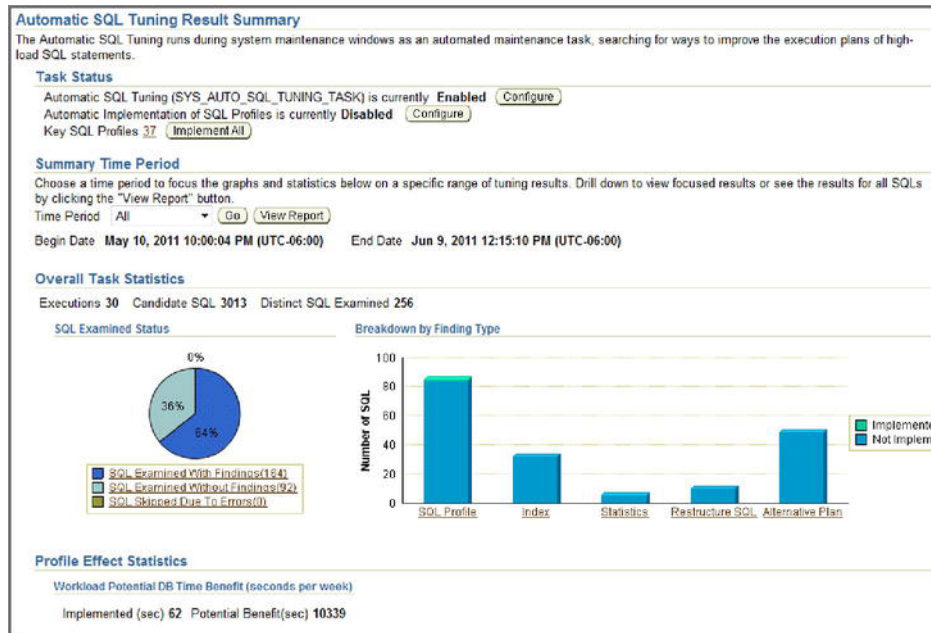 Automatic SQL Tuning Result Summary
The Automatic SQL Tuning runs during system maintenance windows as an automated maintenance task, searching for ways to improve the execution plans of high-
load SQL statements.
Task Status
Automatic SQL Tuning (SYS_AUTO_SQL_TUNING_TASK) is currently Enabled Configure
Automatic Implementation of SQL Profiles is currently Disabled Configure
Key SQL Profiles 37 Implement All
Summary Time Period
Choose a time period to focus the graphs and statistics below on a specific range of tuning results. Drill down to view focused results or see the results for all SQLs
by clicking the "View Report" button.
Time Period All Go View Report
Begin Date May 10, 2011 10:00:04 PM (UTC-06:00) End Date Jun 9, 2011 12:15:10 PM (UTC-06:00)
Overall Task Statistics
Executions 30 Candidate SQL 3013 Distinct SQL Examined 256
SQL Examined Status
0%
36%
64%
SQL Examined With Findings(164)
SQL Examined Without Findings(92)
SQL Skipped Due To Errors(0)
Breakdown by Finding Type
Number of SQL
100
80
60
40
20
0
SQL Profile Index Statistics Restructure SQL Alternative Plan
Implemente
Not Implem
Profile Effect Statistics
Workload Potential DB Time Benefit (seconds per week)
Implemented (sec) 62 Potential Benefit(sec) 10339